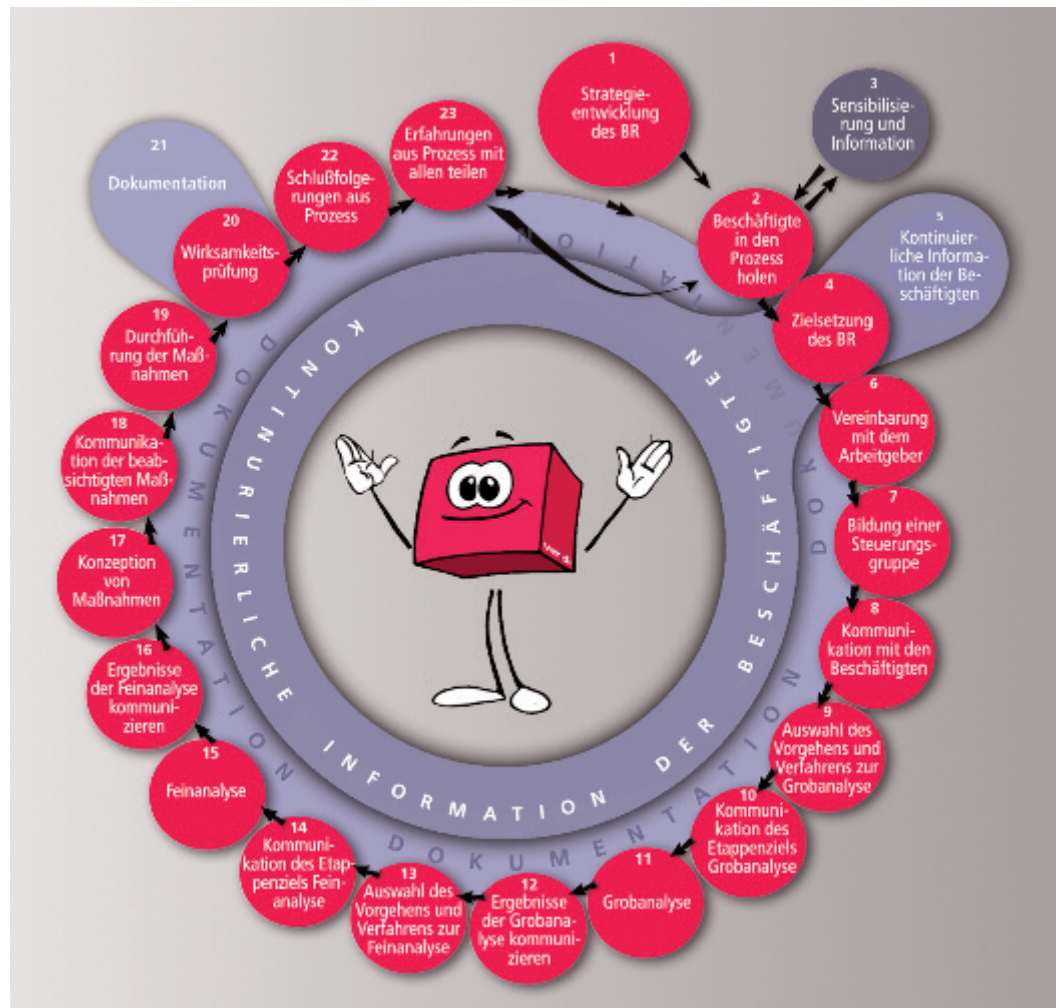 1
Strategie-
entwicklung
des BR
2
Beschäftigte
in den
Prozess
holen
3
Sensibilisie-
rung und
Information
4
Zielsetzung
des BR
5
Kontinuier-
liche Informa-
tion der Be-
schäftigten
6
Vereinbarung
mit dem
Arbeitgeber
7
Bildung einer
Steuerungs-
gruppe
8
Kommuni-
kation mit den
Beschäftigten
9
Auswahl des
Vorgehens und
Verfahrens zur
Grobanalyse
10
Kommuni-
kation des
Etappenziels
Grobanalyse
11
Grobanalyse
12
Ergebnisse
der Grobana-
lyse kommuni-
zieren
13
Auswahl des
Vorgehens und
Verfahrens zur
Feinanalyse
14
Kommuni-
kation des Etap-
penziels Fein-
analyse
15
Feinanalyse
16
Ergebnisse
der Feinanalyse
kommuni-
zieren
17
Konzeption
von
Maßnahmen
18
Kommunika-
tion der beab-
sichtigten Maß-
nahmen
19
Durchfüh-
rung der Maß-
nahmen
20
Wirksamkeits-
prüfung
21
Dokumentation
22
Schlußfolge-
rungen aus
Prozess
23
Erfahrungen
aus Prozess mit
allen teilen
KONTINURIERLICHE INFORMATION DER BESCHÄFTIGTEN
DOKUMENTATION
DOKUMENTATION
DOKUMENTATION